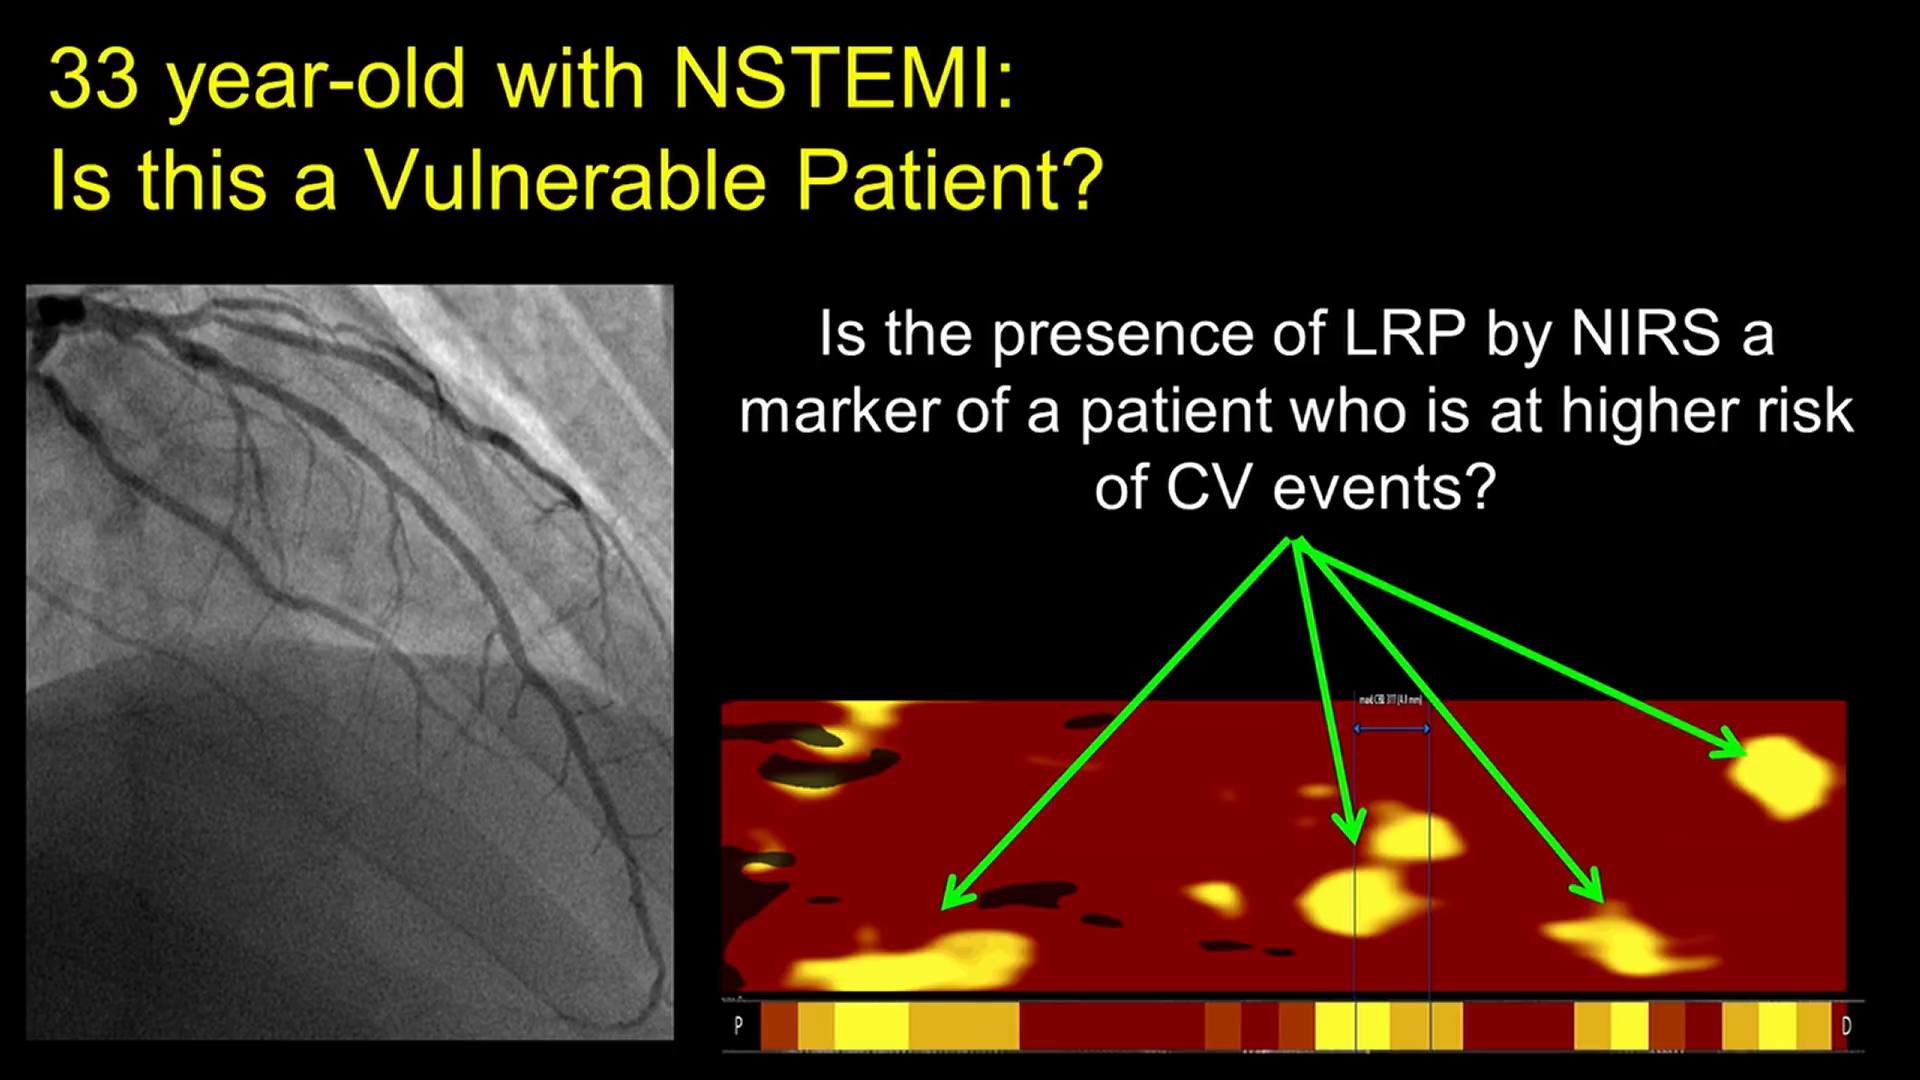 33 year-old with NSTEMI:
Is this a Vulnerable Patient?
Is the presence of LRP by NIRS a
marker of a patient who is at higher risk
of CV events?
P
D